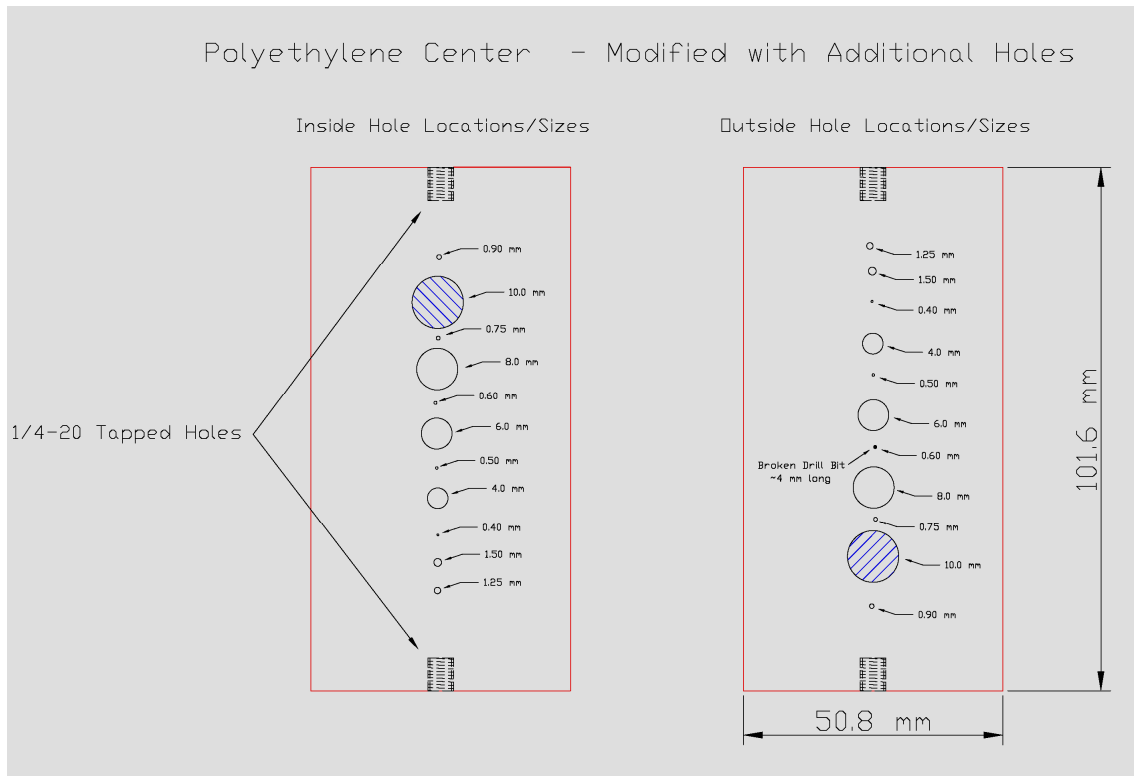 Polyethylene Center - Modified with Additional Holes
Inside Hole Locations/Sizes
Outside Hole Locations/Sizes
1/4-20 Tapped Holes
0.90 mm
10.0 mm
0.75 mm
8.0 mm
0.60 mm
6.0 mm
0.50 mm
4.0 mm
0.40 mm
1.50 mm
1.25 mm
1.25 mm
1.50 mm
0.40 mm
4.0 mm
0.50 mm
6.0 mm
0.60 mm
Broken Drill Bit
~4 mm long
8.0 mm
0.75 mm
10.0 mm
0.90 mm
101.6 mm
50.8 mm